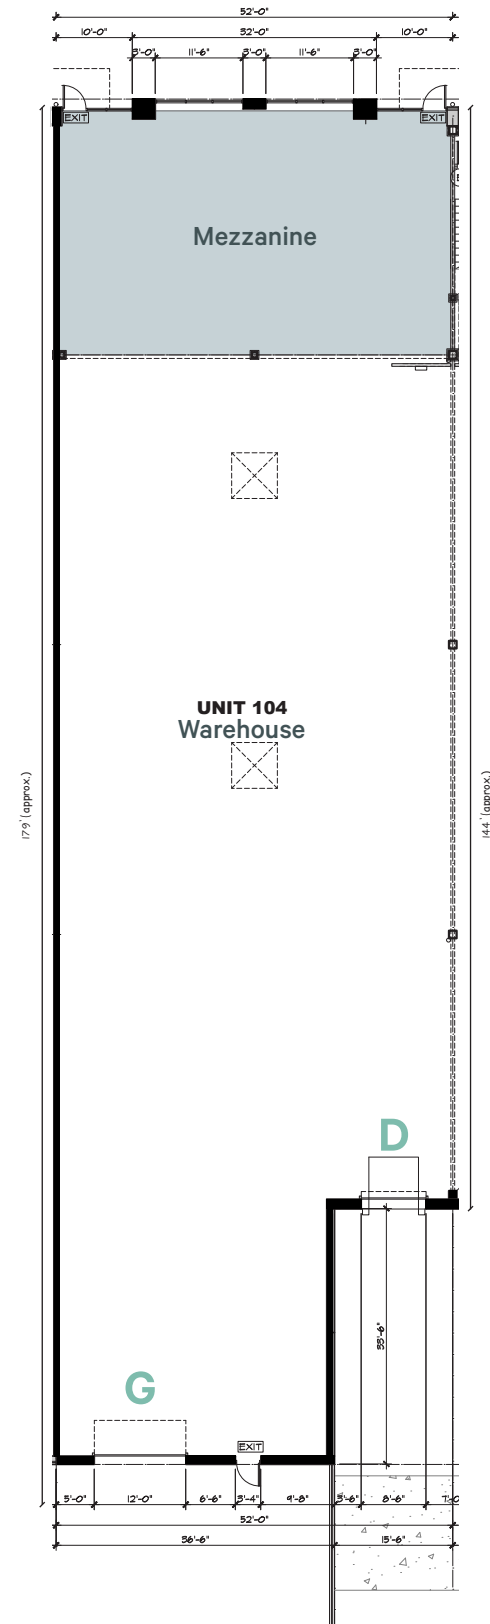 52'-0"
10'-0" 32'-0" 10'-0"
3'-0" 11'-6" 3'-0" 11'-6" 3'-0"
EXIT EXIT
Mezzanine
UNIT 104
Warehouse
179' (approx.)
144' (approx.)
D
33'-6"
G
EXIT
5'-0" 12'-0" 6'-6" 3'-4" 9'-8" 3'-6" 8'-6"
52'-0"
36'-6" 15'-6"